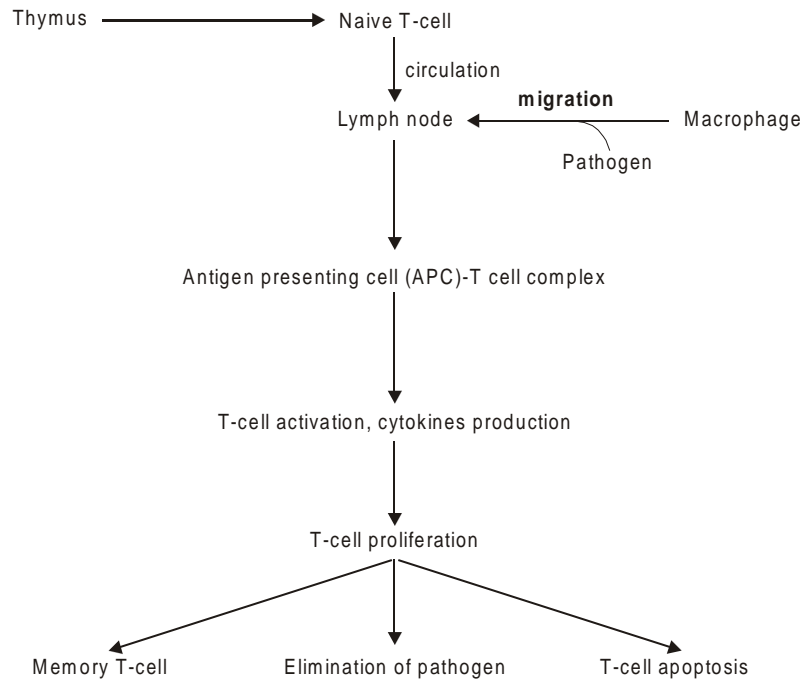 Thymus
Naive T-cell
circulation
migration
Lymph node
Macrophage
Pathogen
Antigen presenting cell (APC)-T cell complex
T-cell activation, cytokines production
T-cell proliferation
Memory T-cell
Elimination of pathogen
T-cell apoptosis